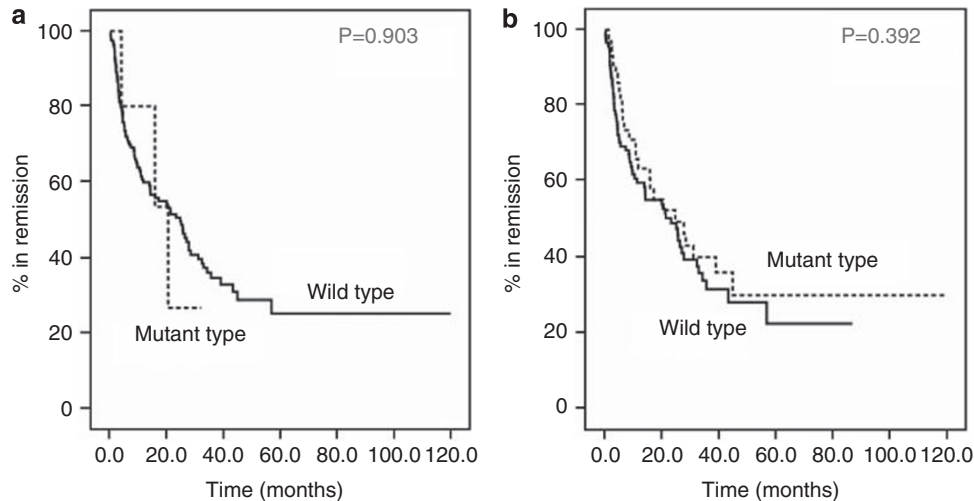 a
P=0.903
100
80
60
40
20
0
% in remission
Wild type
Mutant type
0.0 20.0 40.0 60.0 80.0 100.0 120.0
Time (months)
b
P=0.392
100
80
60
40
20
0
% in remission
Mutant type
Wild type
0.0 20.0 40.0 60.0 80.0 100.0 120.0
Time (months)